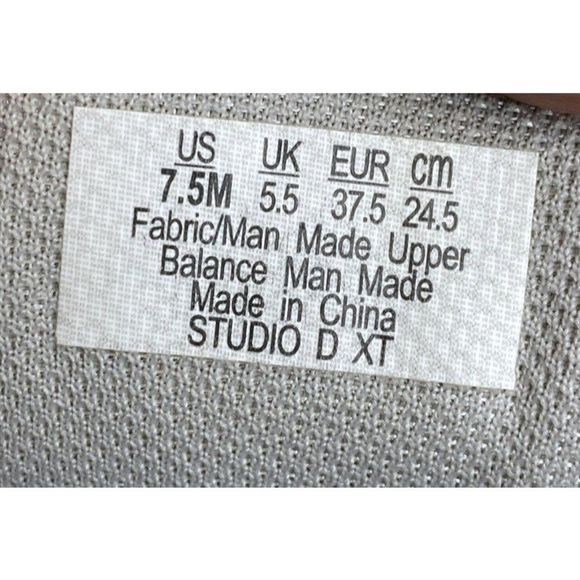 US UK EUR cm
7.5M 5.5 37.5 24.5
Fabric/Man Made Upper
Balance Man Made
Made in China
STUDIO D XT